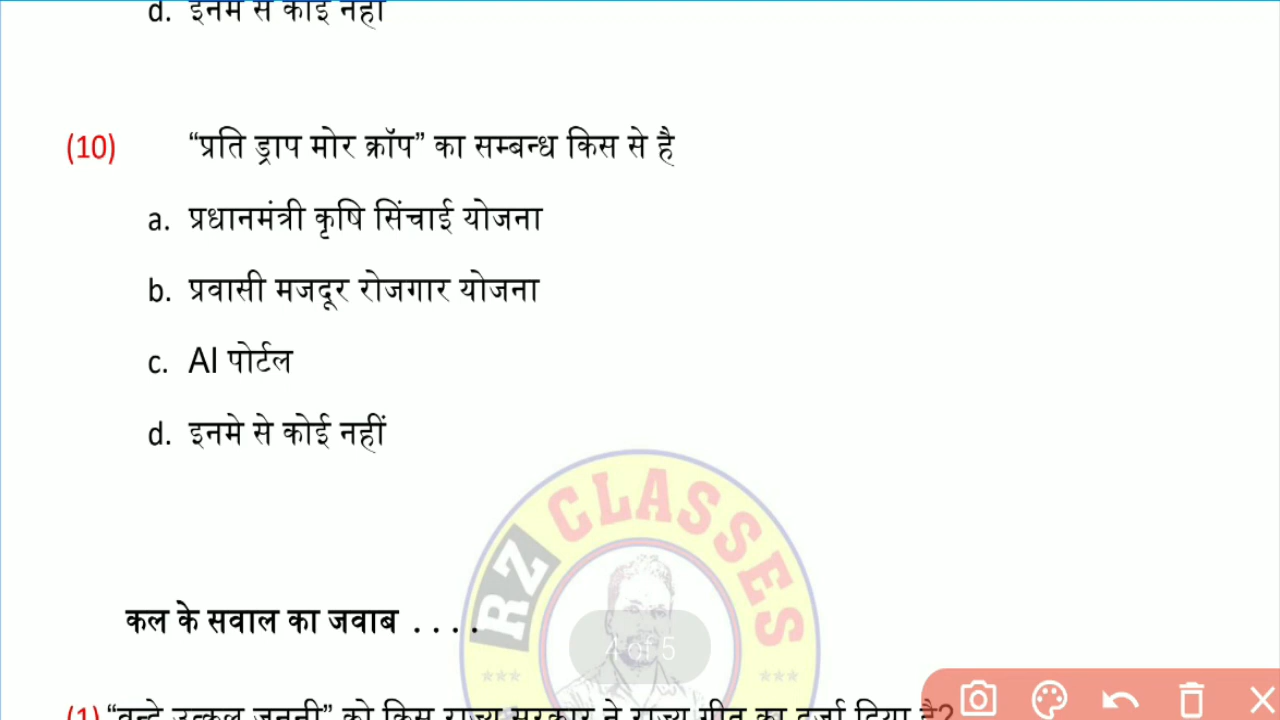 d. इनमे से कोई नहीं
(10) “प्रति ड्राप मोर क्रॉप” का सम्बन्ध किस से है
a. प्रधानमंत्री कृषि सिंचाई योजना
b. प्रवासी मजदूर रोजगार योजना
c. AI पोर्टल
d. इनमे से कोई नहीं
RZ CLASSES
कल के सवाल का जवाब ....
4 of 5
(1) “वन्दे उत्कल जननी” को किस राज्य सरकार ने राज्य गीत का दर्जा दिया है?